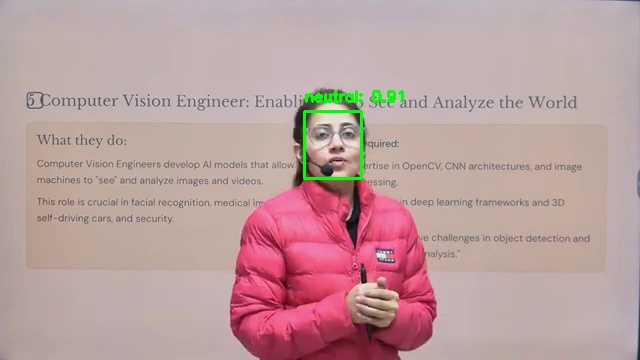 neutral: 0.91
5 Computer Vision Engineer: Enabl See and Analyze the World
What they do:
Computer Vision Engineers develop AI models that allow
machines to "see" and analyze images and videos.
This role is crucial in facial recognition, medical im
self-driving cars, and security.
equired:
ertise in OpenCV, CNN architectures, and image
essing.
in deep learning frameworks and 3D
ve challenges in object detection and
nalysis."
TOMMY